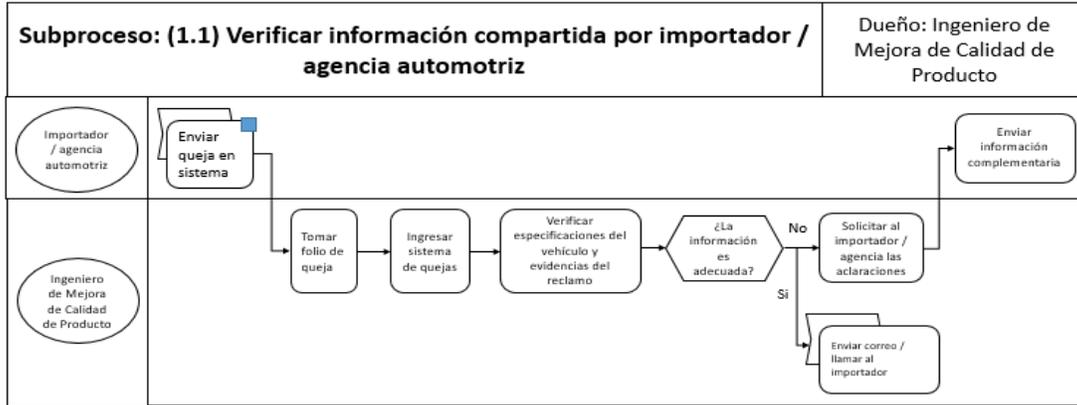 Subproceso: (1.1) Verificar información compartida por importador /
agencia automotriz
Dueño: Ingeniero de
Mejora de Calidad de
Producto
Importador
/ agencia
automotriz
Enviar
queja en
sistema
Enviar
información
complementaria
Ingeniero
de Mejora
de Calidad
de Producto
Tomar
folio de
queja
Ingresar
sistema
de quejas
Verificar
especificaciones del
vehículo y
evidencias del
reclamo
¿La
información
es
adecuada?
No
Solicitar al
importador /
agencia las
aclaraciones
Si
Enviar correo /
llamar al
importador